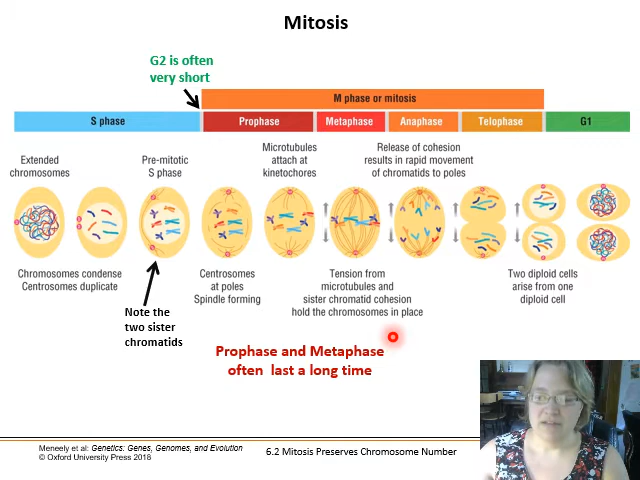 Mitosis
G2 is often
very short
M phase or mitosis
S phase
Prophase
Metaphase
Anaphase
Telophase
G1
Extended
chromosomes
Pre-mitotic
S phase
Microtubules
attach at
kinetochores
Release of cohesion
results in rapid movement
of chromatids to poles
Chromosomes condense
Centrosomes duplicate
Centrosomes
at poles
Spindle forming
Tension from
microtubules and
sister chromatid cohesion
hold the chromosomes in place
Two diploid cells
arise from one
diploid cell
Note the
two sister
chromatids
Prophase and Metaphase
often last a long time
Meneely et al: Genetics: Genes, Genomes, and Evolution
© Oxford University Press 2018
6.2 Mitosis Preserves Chromosome Number